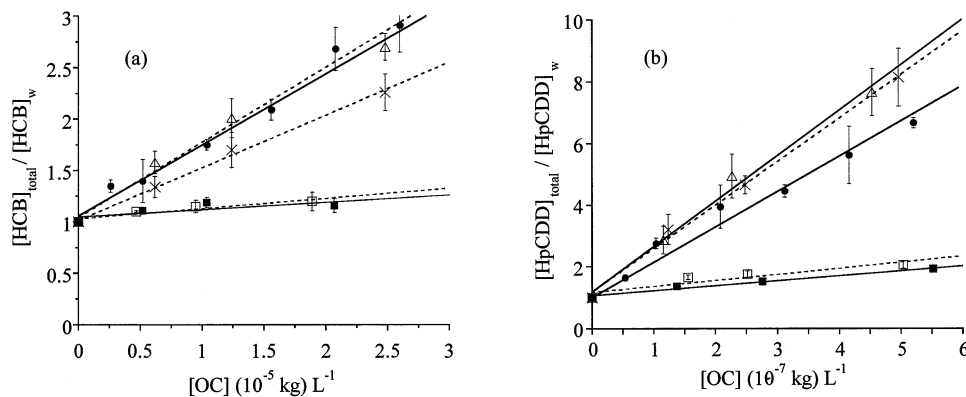 (a)
[HCB]total / [HCB]w
3
2.5
2
1.5
1
0.5
0
0 0.5 1 1.5 2 2.5 3
[OC] (10-5 kg) L-1
(b)
[HpCDD]total / [HpCDD]w
10
8
6
4
2
0
0 1 2 3 4 5 6
[OC] (10-7 kg) L-1